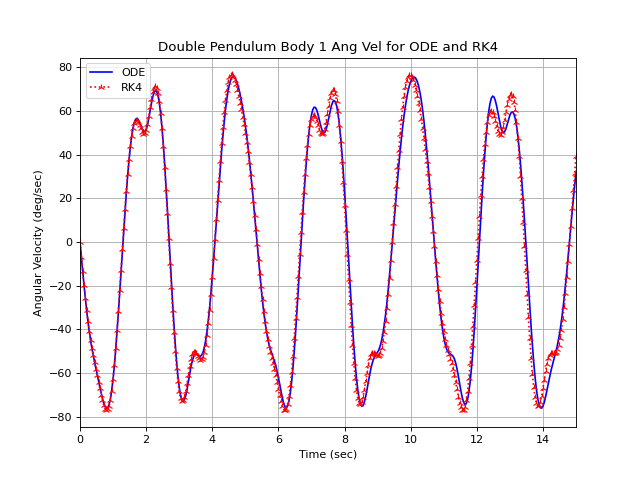 Double Pendulum Body 1 Ang Vel for ODE and RK4
ODE
RK4
Angular Velocity (deg/sec)
80
60
40
20
0
−20
−40
−60
−80
0 2 4 6 8 10 12 14
Time (sec)